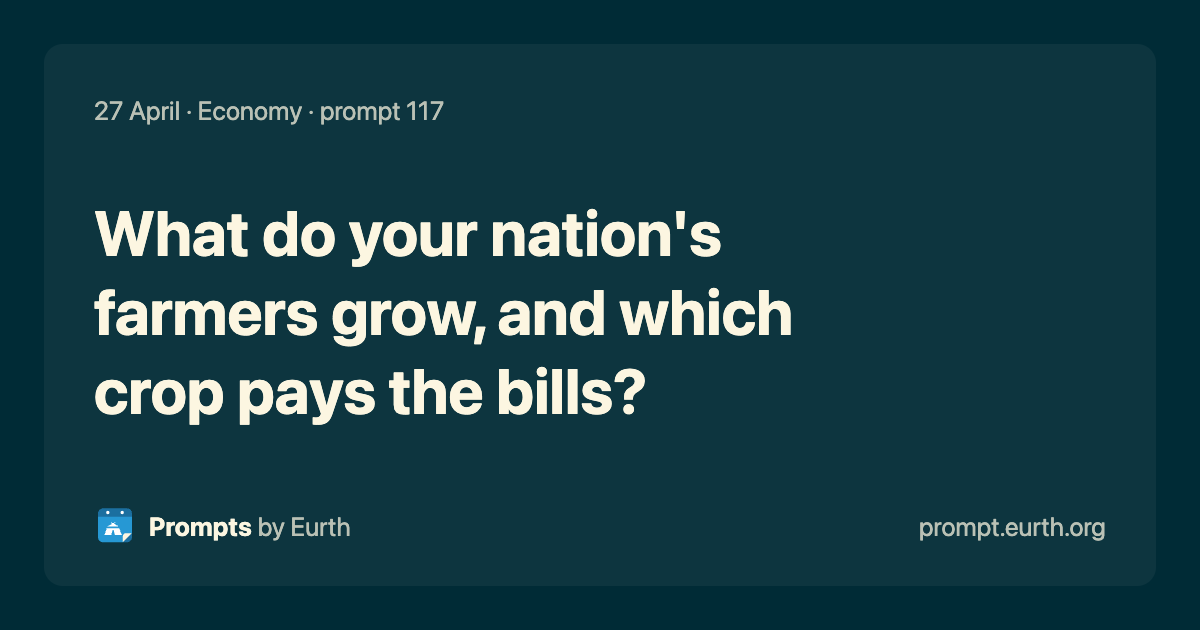 27 April · Economy · prompt 117
What do your nation's
farmers grow, and which
crop pays the bills?
Prompts by Eurth
prompt.eurth.org